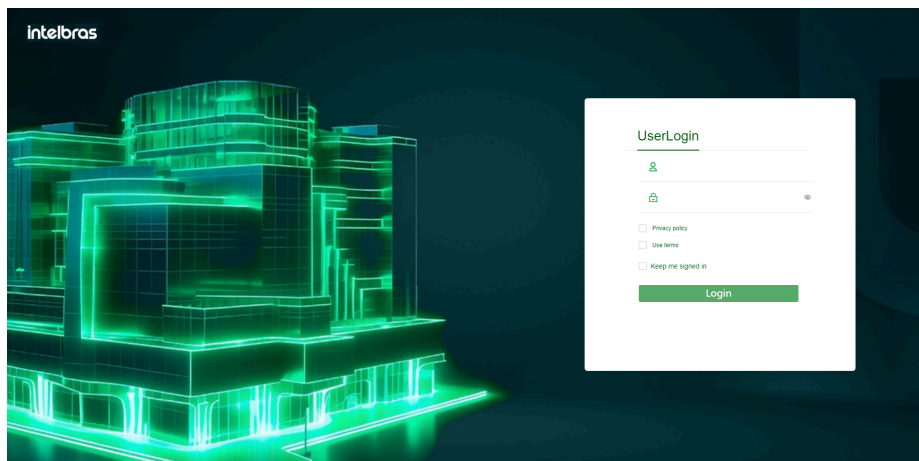 intelbras
UserLogin
Privacy policy
Use terms
Keep me signed in
Login